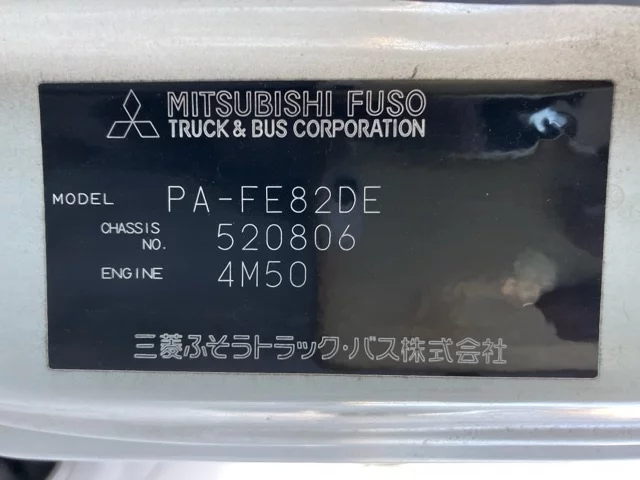 MITSUBISHI FUSO
TRUCK & BUS CORPORATION
MODEL PA-FE82DE
CHASSIS NO. 520806
ENGINE 4M50
三菱ふそうトラック・バス株式会社